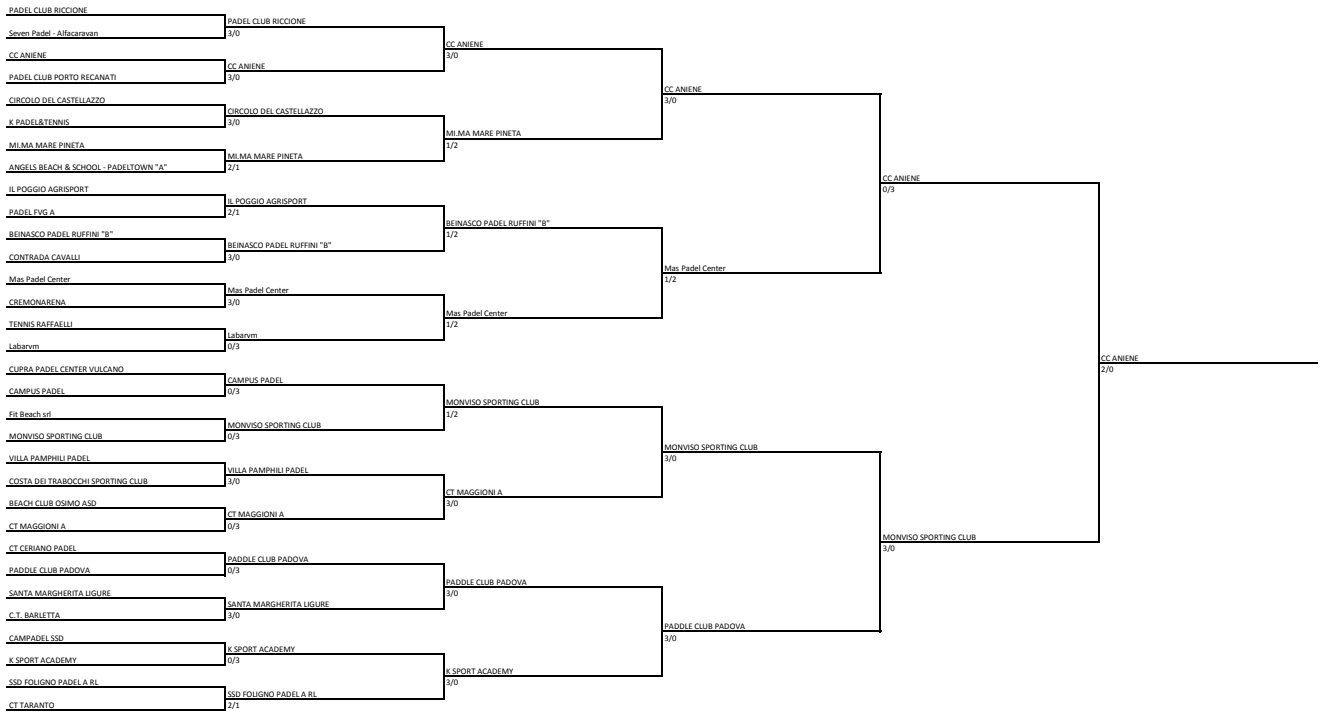 PADEL CLUB RICCIONE
Seven Padel - Alfacaravan
CC ANIENE
PADEL CLUB PORTO RECANATI
CIRCOLO DEL CASTELLAZZO
K PADEL&TENNIS
MI.MA MARE PINETA
ANGELS BEACH & SCHOOL - PADELTOWN "A"
IL POGGIO AGRISPORT
PADEL FVG A
BEINASCO PADEL RUFFINI "B"
CONTRADA CAVALLI
Mas Padel Center
CREMONARENA
TENNIS RAFFAELLI
Labarvm
CUPRA PADEL CENTER VULCANO
CAMPUS PADEL
Fit Beach srl
MONVISO SPORTING CLUB
VILLA PAMPHILI PADEL
COSTA DEI TRABOCCHI SPORTING CLUB
BEACH CLUB OSIMO ASD
CT MAGGIONI A
CT CERIANO PADEL
PADDLE CLUB PADOVA
SANTA MARGHERITA LIGURE
C.T. BARLETTA
CAMPADEL SSD
K SPORT ACADEMY
SSD FOLIGNO PADEL A RL
CT TARANTO
PADEL CLUB RICCIONE
3/0
CC ANIENE
3/0
CIRCOLO DEL CASTELLAZZO
3/0
MI.MA MARE PINETA
2/1
IL POGGIO AGRISPORT
2/1
BEINASCO PADEL RUFFINI "B"
3/0
Mas Padel Center
3/0
Labarvm
0/3
CAMPUS PADEL
0/3
MONVISO SPORTING CLUB
0/3
VILLA PAMPHILI PADEL
3/0
CT MAGGIONI A
0/3
PADDLE CLUB PADOVA
0/3
SANTA MARGHERITA LIGURE
3/0
K SPORT ACADEMY
0/3
SSD FOLIGNO PADEL A RL
2/1
CC ANIENE
3/0
MI.MA MARE PINETA
1/2
BEINASCO PADEL RUFFINI "B"
1/2
Mas Padel Center
1/2
MONVISO SPORTING CLUB
1/2
CT MAGGIONI A
3/0
PADDLE CLUB PADOVA
3/0
K SPORT ACADEMY
3/0
CC ANIENE
3/0
Mas Padel Center
1/2
MONVISO SPORTING CLUB
3/0
PADDLE CLUB PADOVA
3/0
CC ANIENE
0/3
MONVISO SPORTING CLUB
3/0
CC ANIENE
2/0